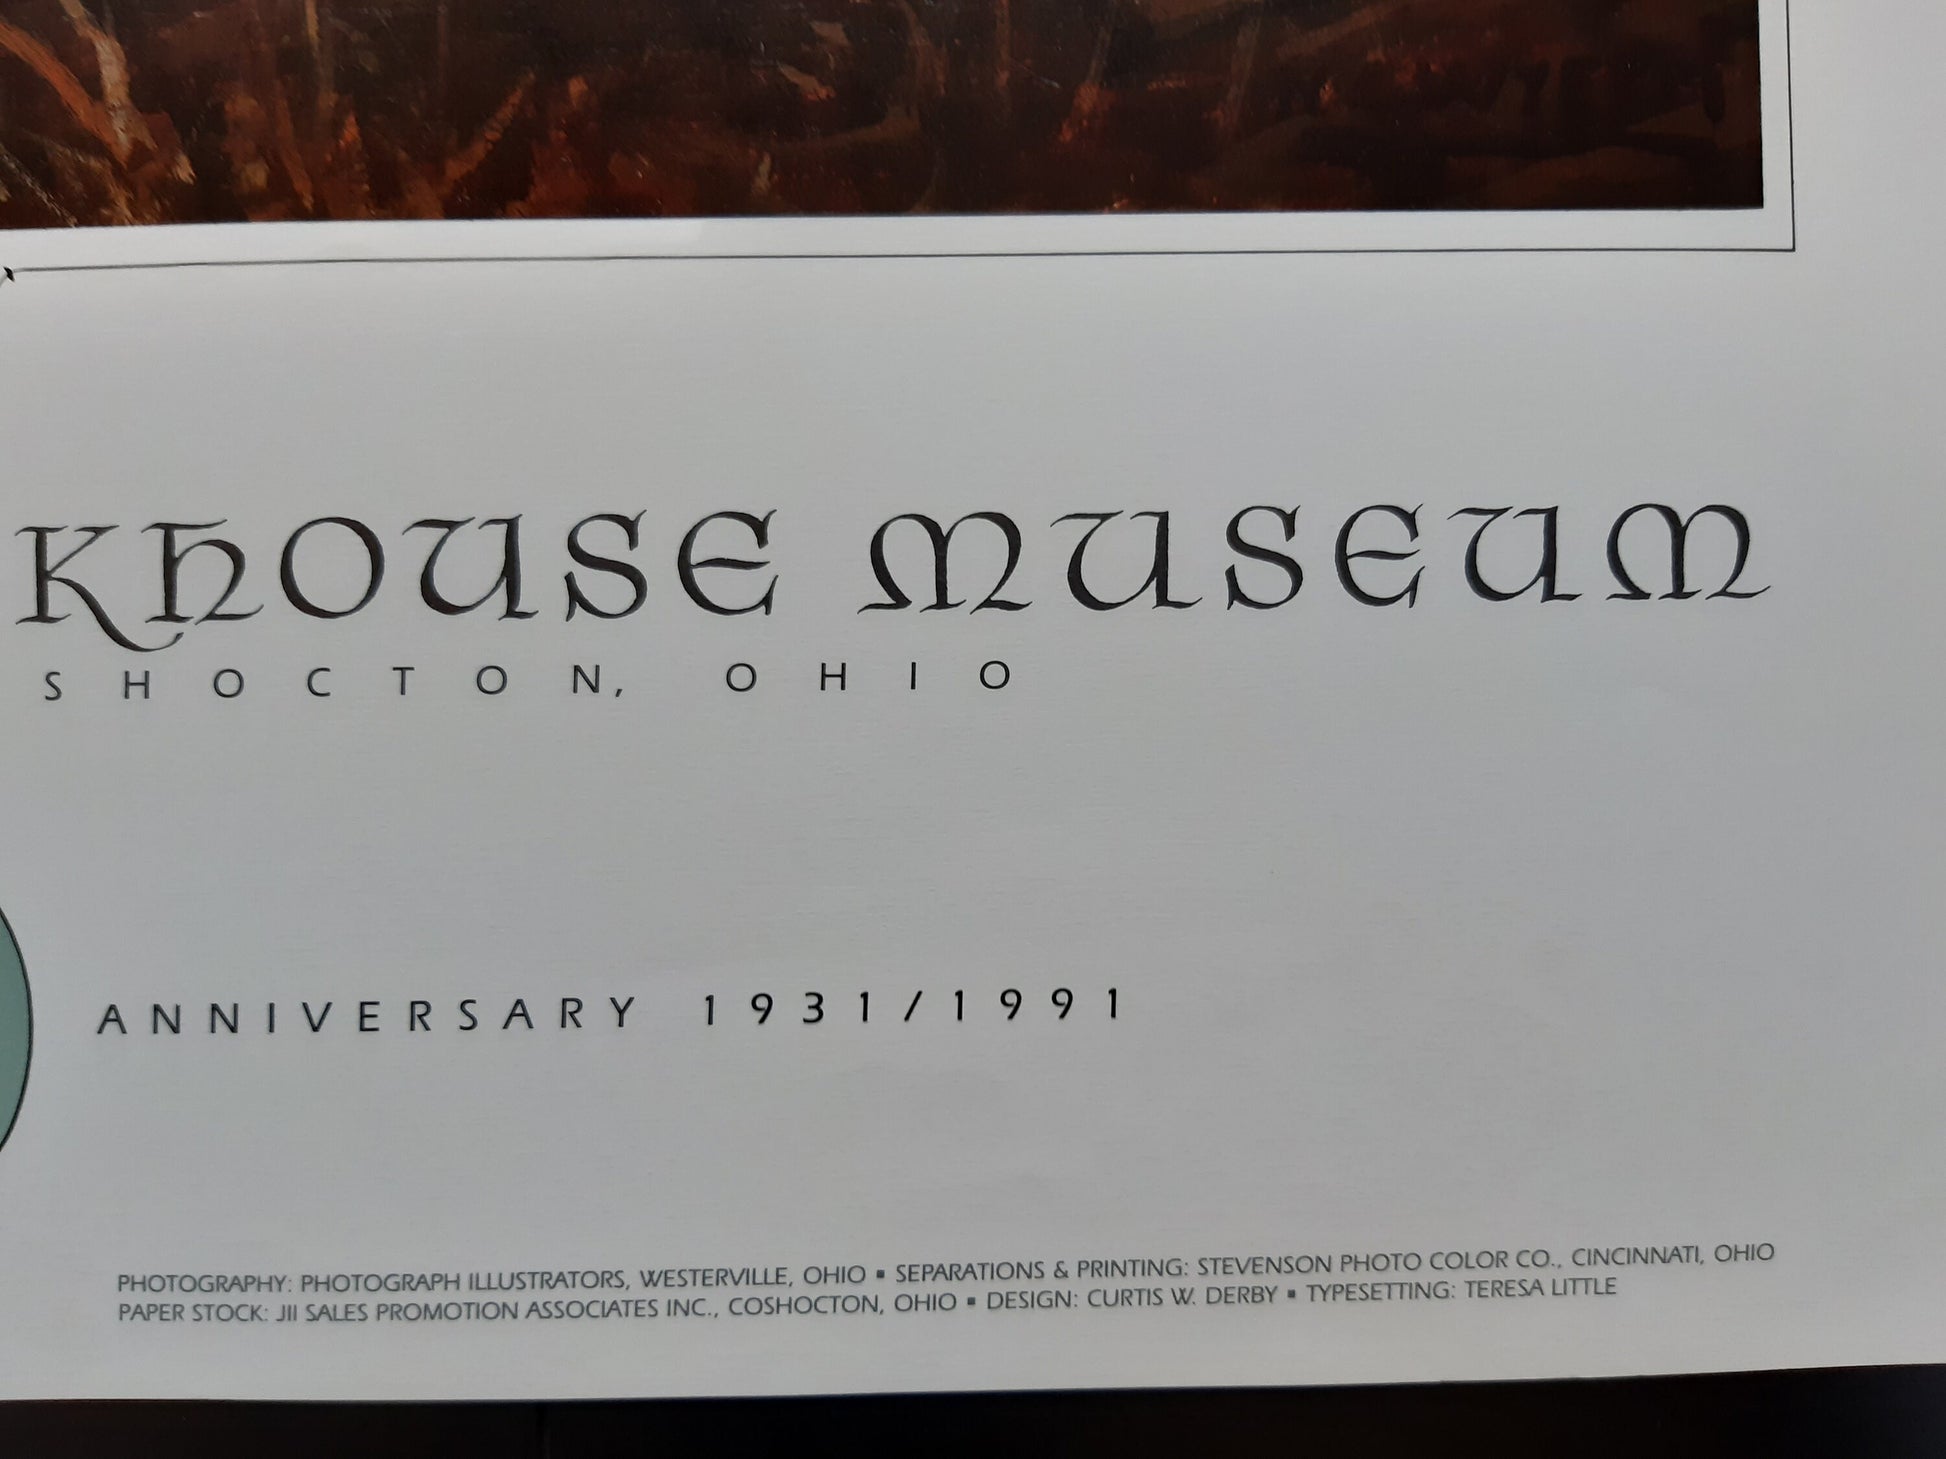 KHOUSE MUSEUM
SHOCTON, OHIO
ANNIVERSARY 1931/1991
PHOTOGRAPHY: PHOTOGRAPH ILLUSTRATORS, WESTERVILLE, OHIO ▪ SEPARATIONS & PRINTING: STEVENSON PHOTO COLOR CO., CINCINNATI, OHIO
PAPER STOCK: JII SALES PROMOTION ASSOCIATES INC., COSHOCTON, OHIO ▪ DESIGN: CURTIS W. DERBY ▪ TYPESETTING: TERESA LITTLE